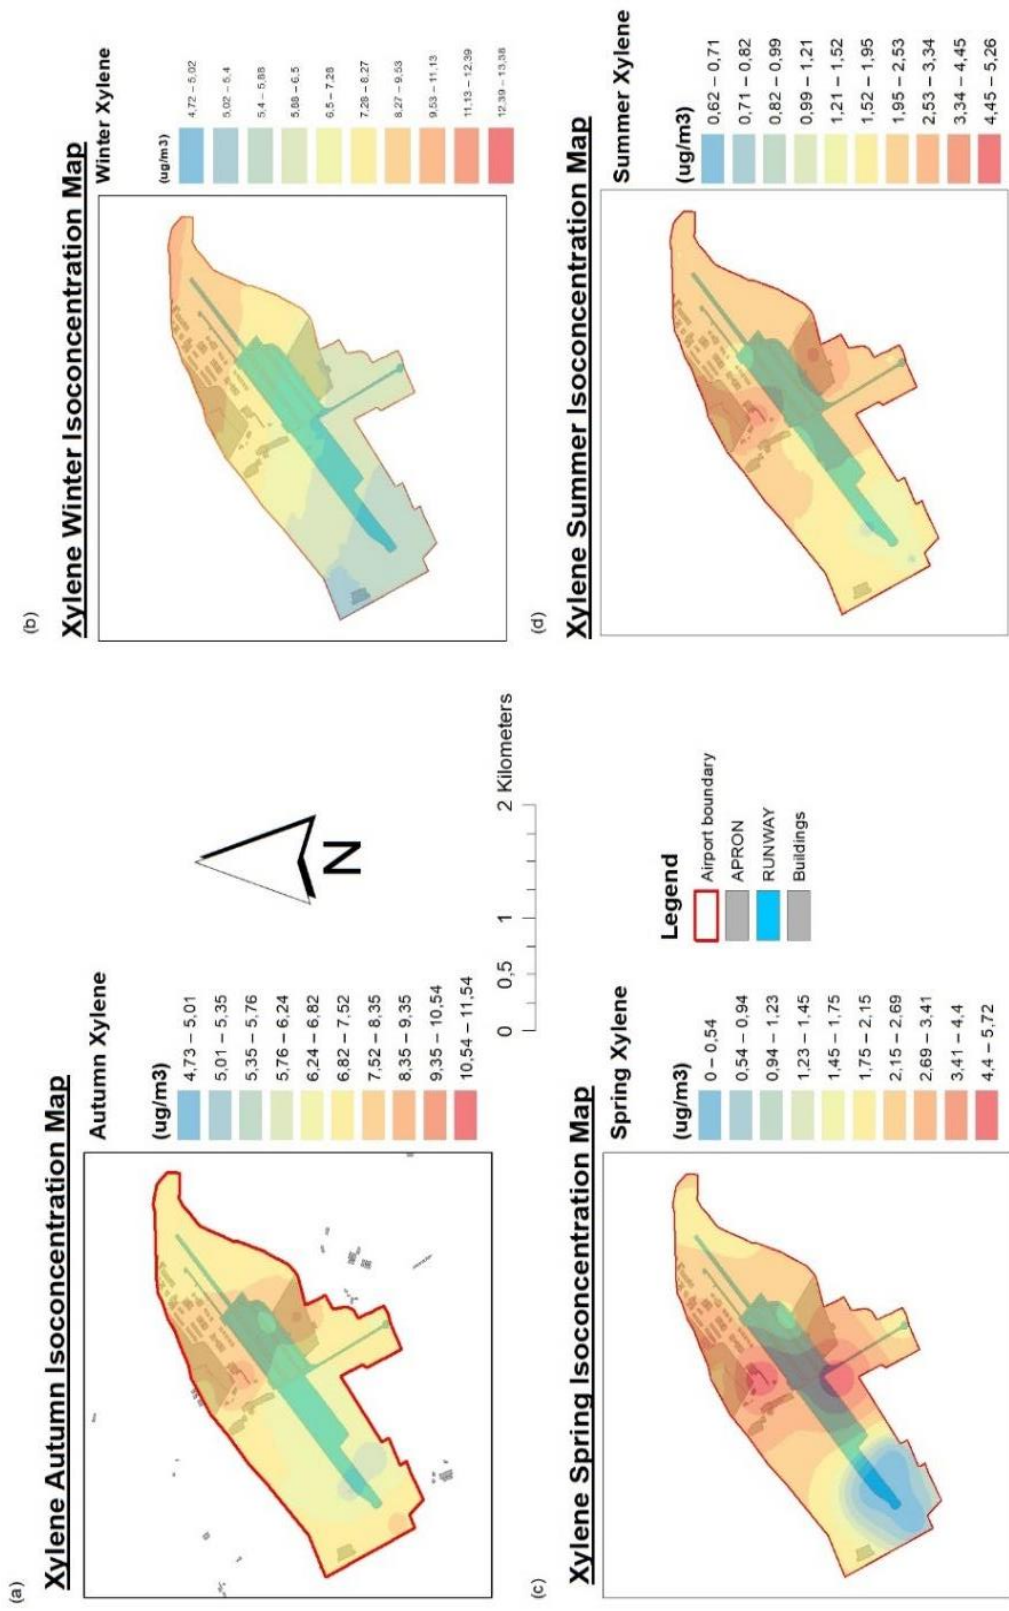 (a)
Xylene Autumn Isoconcentration Map
Autumn Xylene
(ug/m3)
4,73 – 5,01
5,01 – 5,35
5,35 – 5,76
5,76 – 6,24
6,24 – 6,82
6,82 – 7,52
7,52 – 8,35
8,35 – 9,35
9,35 – 10,54
10,54 – 11,54
(b)
Xylene Winter Isoconcentration Map
Winter Xylene
(ug/m3)
4,72 – 5,02
5,02 – 5,4
5,4 – 5,88
5,88 – 6,5
6,5 – 7,28
7,28 – 8,27
8,27 – 9,53
9,53 – 11,13
11,13 – 12,39
12,39 – 13,58
N
0 0,5 1 2 Kilometers
(c)
Xylene Spring Isoconcentration Map
Spring Xylene
(ug/m3)
0 – 0,54
0,54 – 0,94
0,94 – 1,23
1,23 – 1,45
1,45 – 1,75
1,75 – 2,15
2,15 – 2,69
2,69 – 3,41
3,41 – 4,4
4,4 – 5,72
Legend
Airport boundary
APRON
RUNWAY
Buildings
(d)
Xylene Summer Isoconcentration Map
Summer Xylene
(ug/m3)
0,62 – 0,71
0,71 – 0,82
0,82 – 0,99
0,99 – 1,21
1,21 – 1,52
1,52 – 1,95
1,95 – 2,53
2,53 – 3,34
3,34 – 4,45
4,45 – 5,26